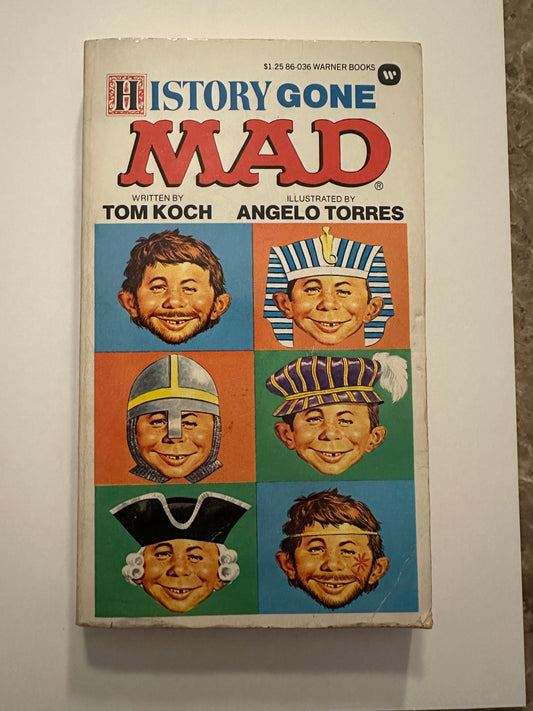 $1.25 86-036 WARNER BOOKS
HISTORY GONE
MAD®
WRITTEN BY
TOM KOCH
ILLUSTRATED BY
ANGELO TORRES